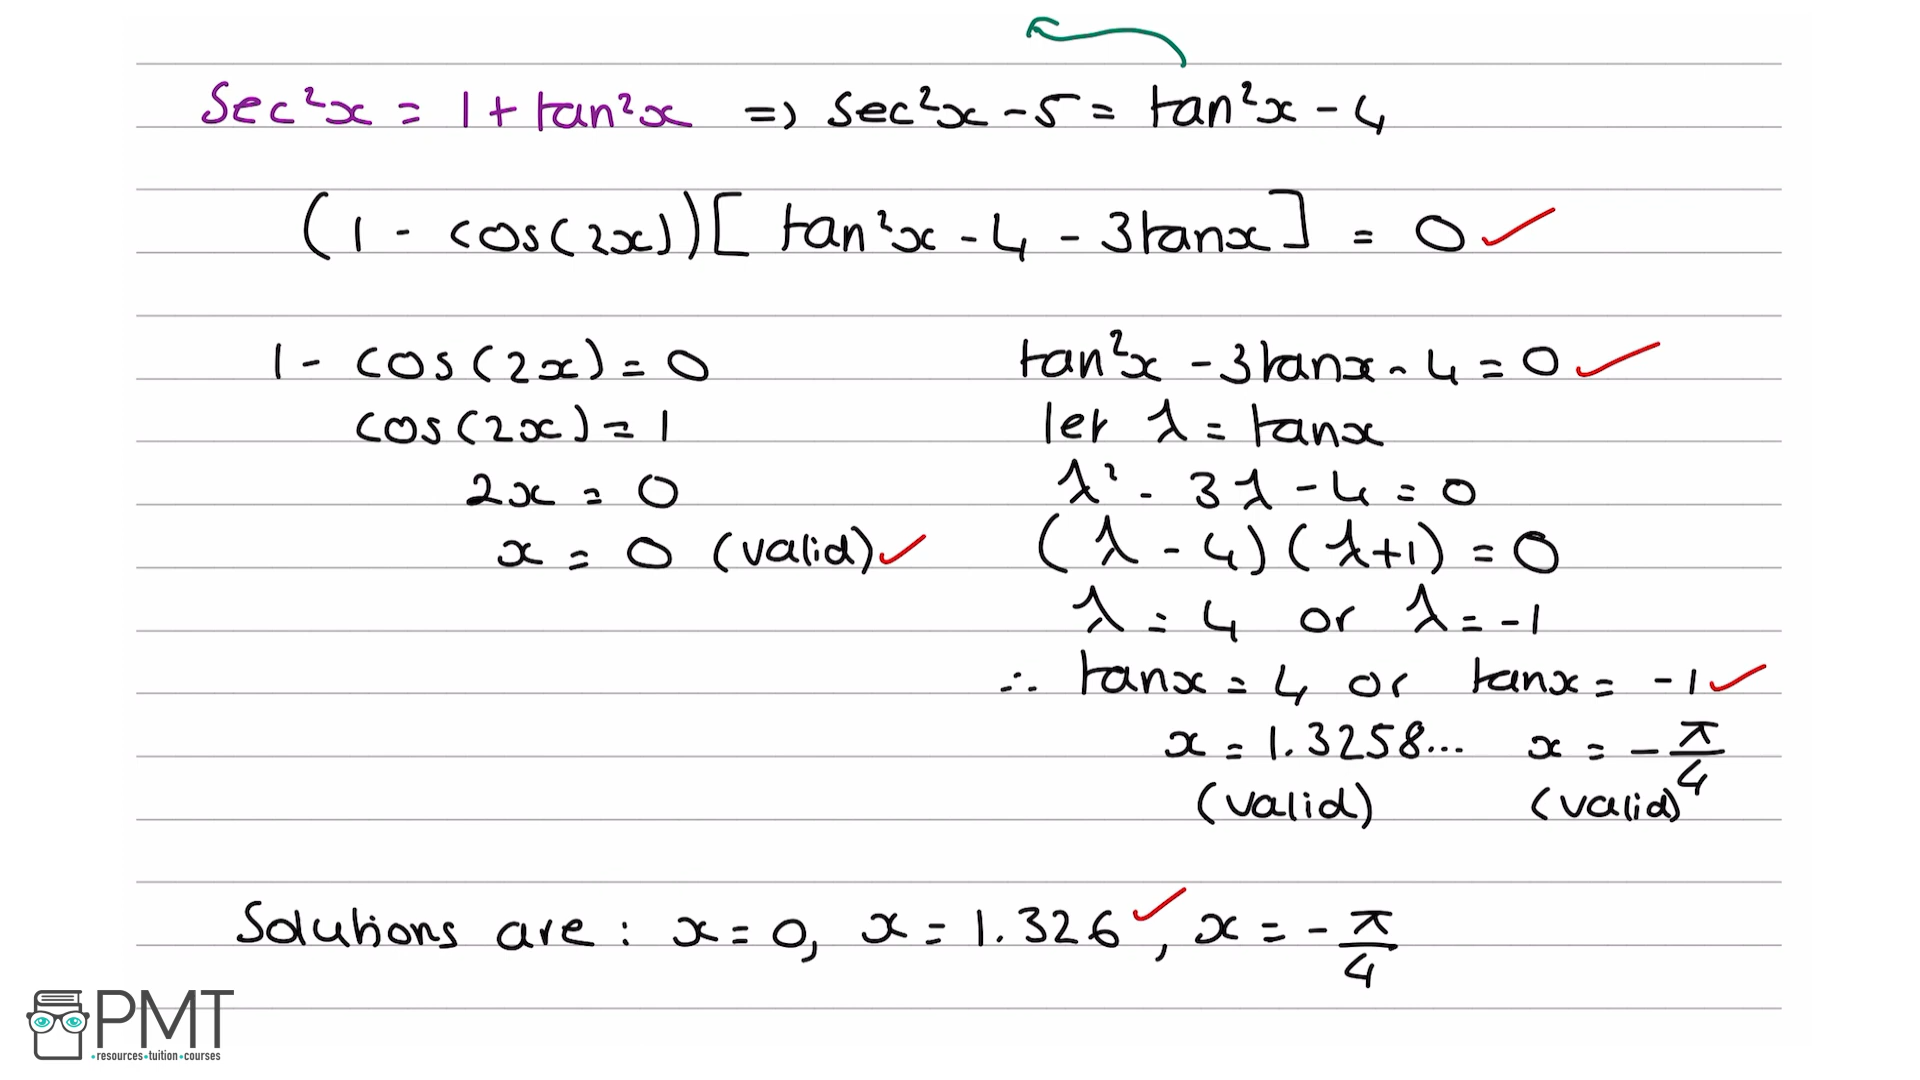 sec²x = 1 + tan²x => sec²x - 5 = tan²x - 4
(1 - cos(2x))[tan²x - 4 - 3tanx] = 0 ✓
1 - cos(2x) = 0
cos(2x) = 1
2x = 0
x = 0 (valid) ✓
tan²x - 3tanx - 4 = 0 ✓
let λ = tanx
λ² - 3λ - 4 = 0
(λ - 4)(λ+1) = 0
λ = 4 or λ = -1
∴ tanx = 4 or tanx = -1 ✓
x = 1.3258... x = -π/4
(valid) (valid)
Solutions are : x = 0, x = 1.326 ✓, x = -π/4
PMT
•resources•tuition•courses